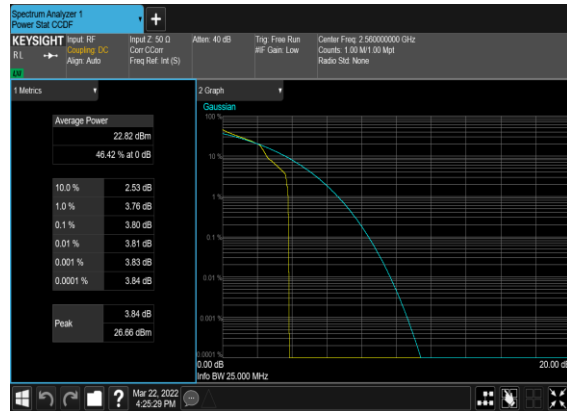 Spectrum Analyzer 1
Power Stat CCDF
KEYSIGHT
RL
LV
Input: RF
Coupling: DC
Align: Auto
Input Z: 50 Ω
Corr CCorr
Freq Ref: Int (S)
Atten: 40 dB
Trig: Free Run
#IF Gain: Low
Center Freq: 2.560000000 GHz
Counts: 1.00 M/1.00 Mpt
Radio Std: None
1 Metrics
Average Power
22.82 dBm
46.42 % at 0 dB
10.0 % 2.53 dB
1.0 % 3.76 dB
0.1 % 3.80 dB
0.01 % 3.81 dB
0.001 % 3.83 dB
0.0001 % 3.84 dB
Peak 3.84 dB
26.66 dBm
2 Graph
Gaussian
100 %
10 %
1 %
0.1 %
0.01 %
0.001 %
0.0001 %
0.00 dB 20.00 dB
Info BW 25.000 MHz
?
Mar 22, 2022
4:25:29 PM